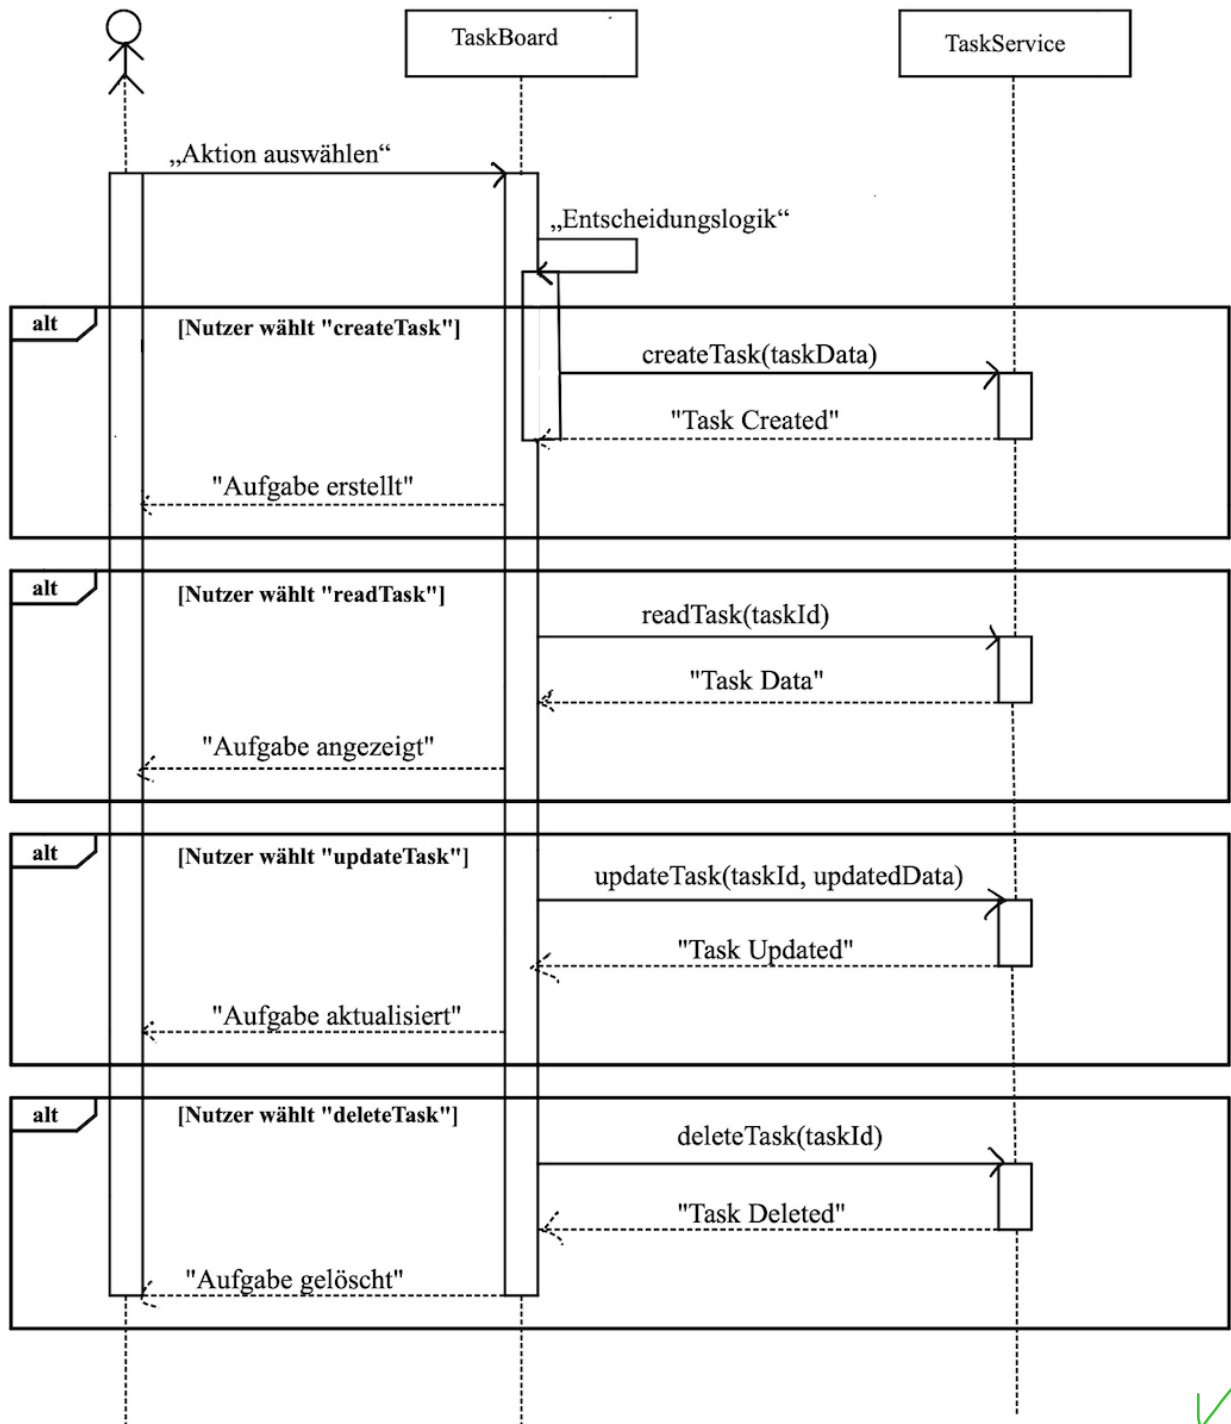 TaskBoard
TaskService
„Aktion auswählen“
„Entscheidungslogik“
alt
[Nutzer wählt "createTask"]
createTask(taskData)
"Task Created"
"Aufgabe erstellt"
alt
[Nutzer wählt "readTask"]
readTask(taskId)
"Task Data"
"Aufgabe angezeigt"
alt
[Nutzer wählt "updateTask"]
updateTask(taskId, updatedData)
"Task Updated"
"Aufgabe aktualisiert"
alt
[Nutzer wählt "deleteTask"]
deleteTask(taskId)
"Task Deleted"
"Aufgabe gelöscht"